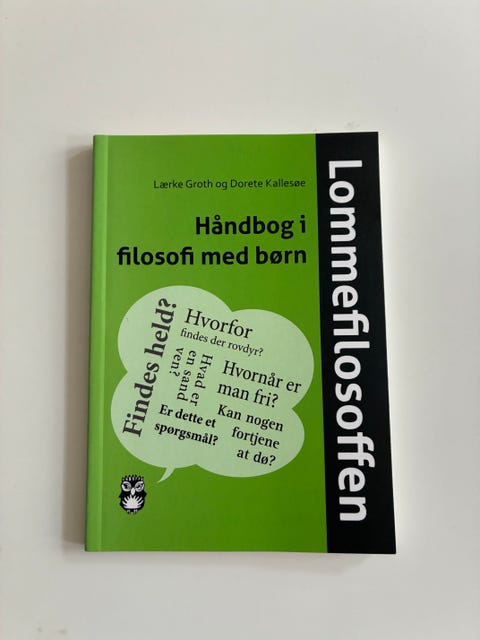 Lærke Groth og Dorete Kallesøe
Håndbog i
filosofi med børn
Lommefilosoffen
Findes held?
Hvorfor
findes der rovdyr?
Hvad er
en sand
ven?
Hvornår er
man fri?
Er dette et
spørgsmål?
Kan nogen
fortjene
at dø?